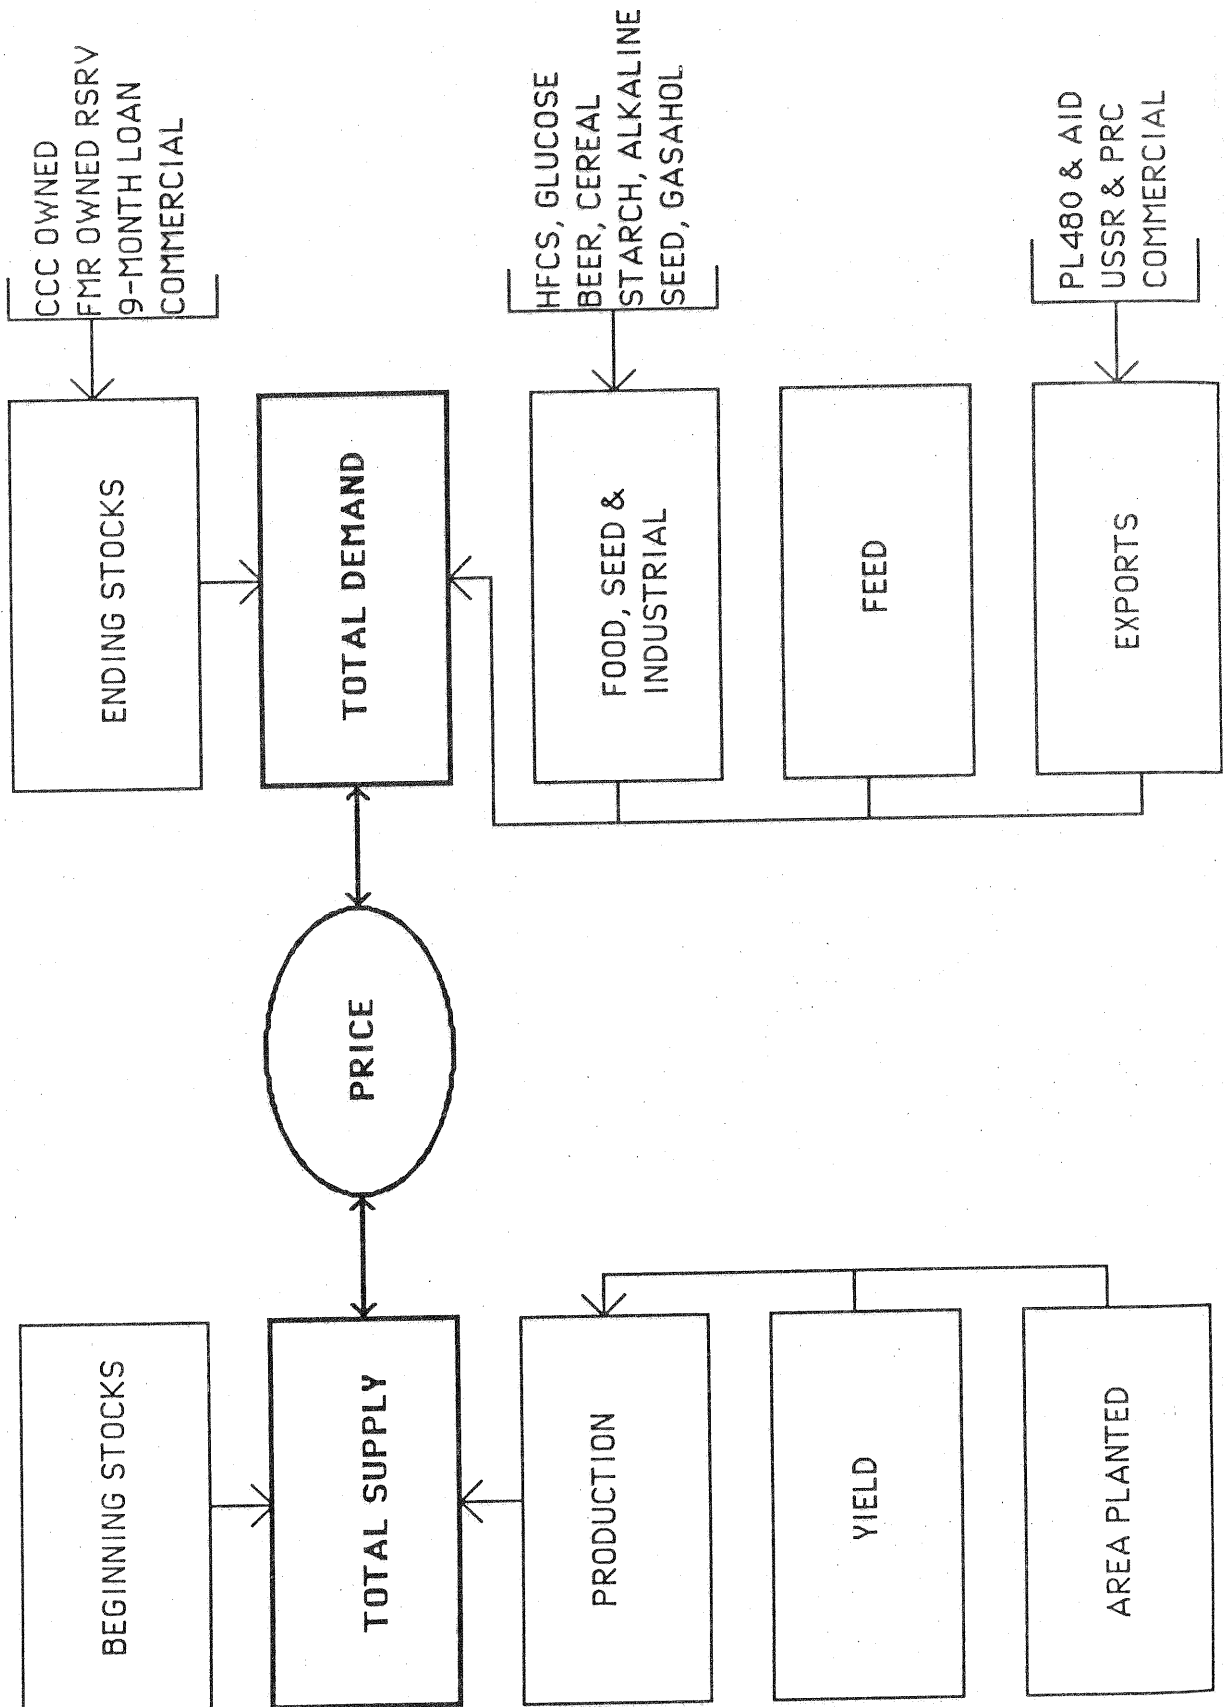 BEGINNING STOCKS
TOTAL SUPPLY
PRODUCTION
YIELD
AREA PLANTED
PRICE
ENDING STOCKS
TOTAL DEMAND
FOOD, SEED &
INDUSTRIAL
FEED
EXPORTS
CCC OWNED
FMR OWNED RSRV
9-MONTH LOAN
COMMERCIAL
HFCS, GLUCOSE
BEER, CEREAL
STARCH, ALKALINE
SEED, GASAHOL
PL480 & AID
USSR & PRC
COMMERCIAL